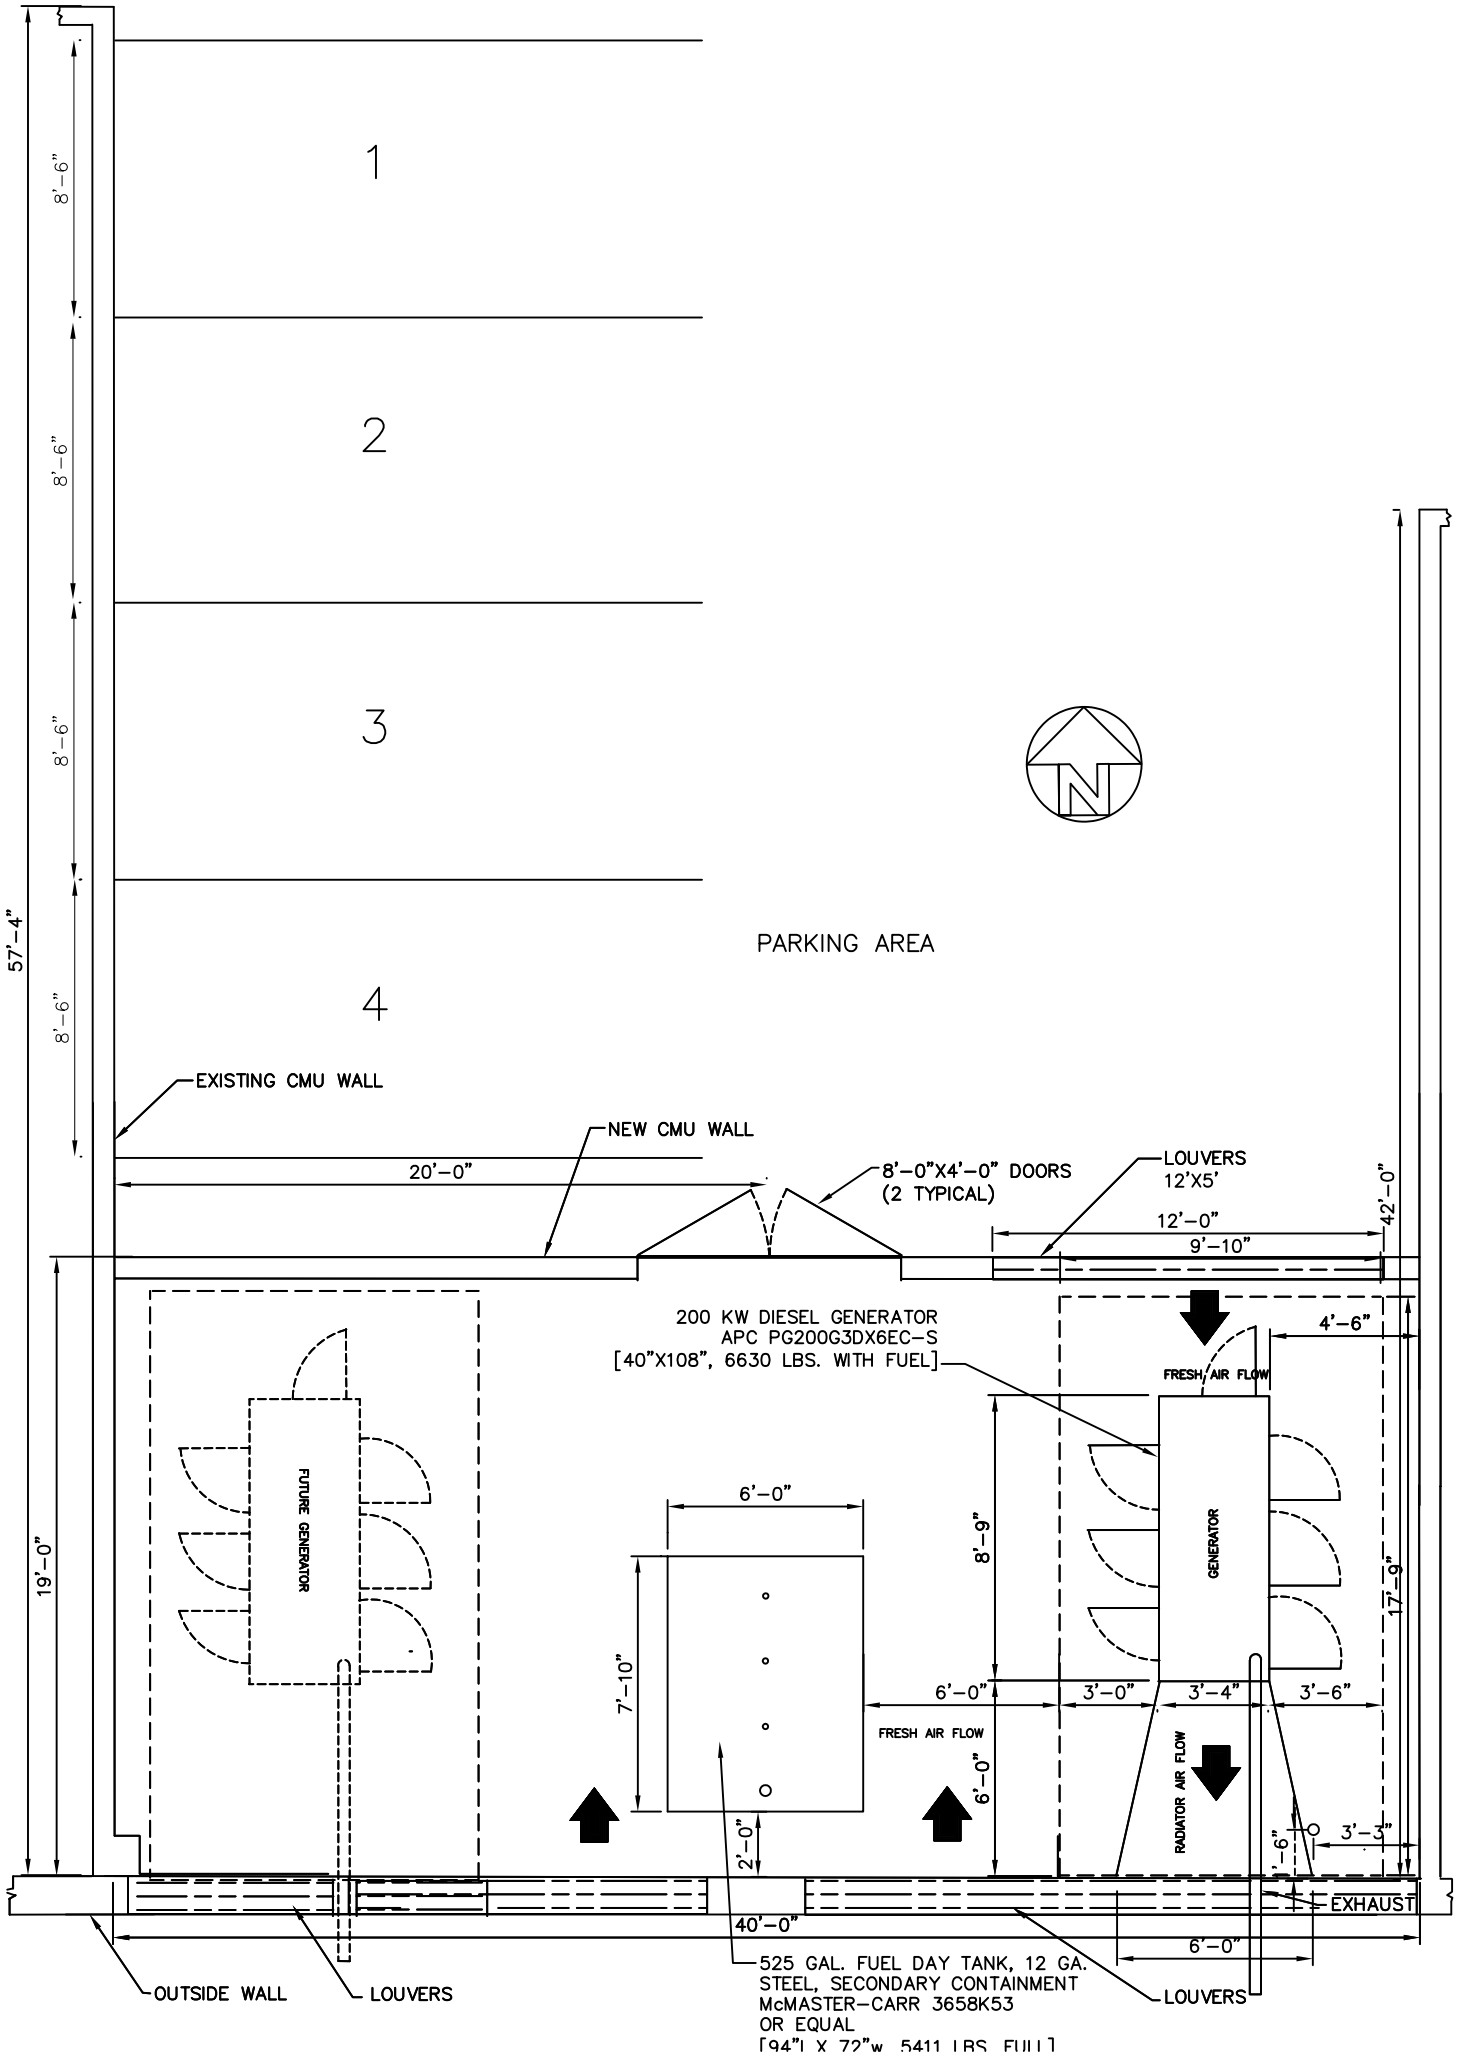 8'-6"
1
8'-6"
2
8'-6"
3
N
57'-4"
PARKING AREA
8'-6"
4
EXISTING CMU WALL
NEW CMU WALL
20'-0"
8'-0"X4'-0" DOORS
(2 TYPICAL)
LOUVERS
12'X5'
42'-0"
12'-0"
9'-10"
200 KW DIESEL GENERATOR
APC PG200G3DX6EC-S
[40"X108", 6630 LBS. WITH FUEL]
4'-6"
FRESH AIR FLOW
FUTURE GENERATOR
6'-0"
8'-9"
GENERATOR
19'-0"
17'-9"
7'-10"
6'-0"
3'-0"
3'-4"
3'-6"
FRESH AIR FLOW
6'-0"
RADIATOR AIR FLOW
2'-0"
'-6"
3'-3"
EXHAUST
40'-0"
6'-0"
OUTSIDE WALL
LOUVERS
525 GAL. FUEL DAY TANK, 12 GA.
STEEL, SECONDARY CONTAINMENT
McMASTER-CARR 3658K53
OR EQUAL
[94"L X 72"w 5411 LBS. FULL]
LOUVERS